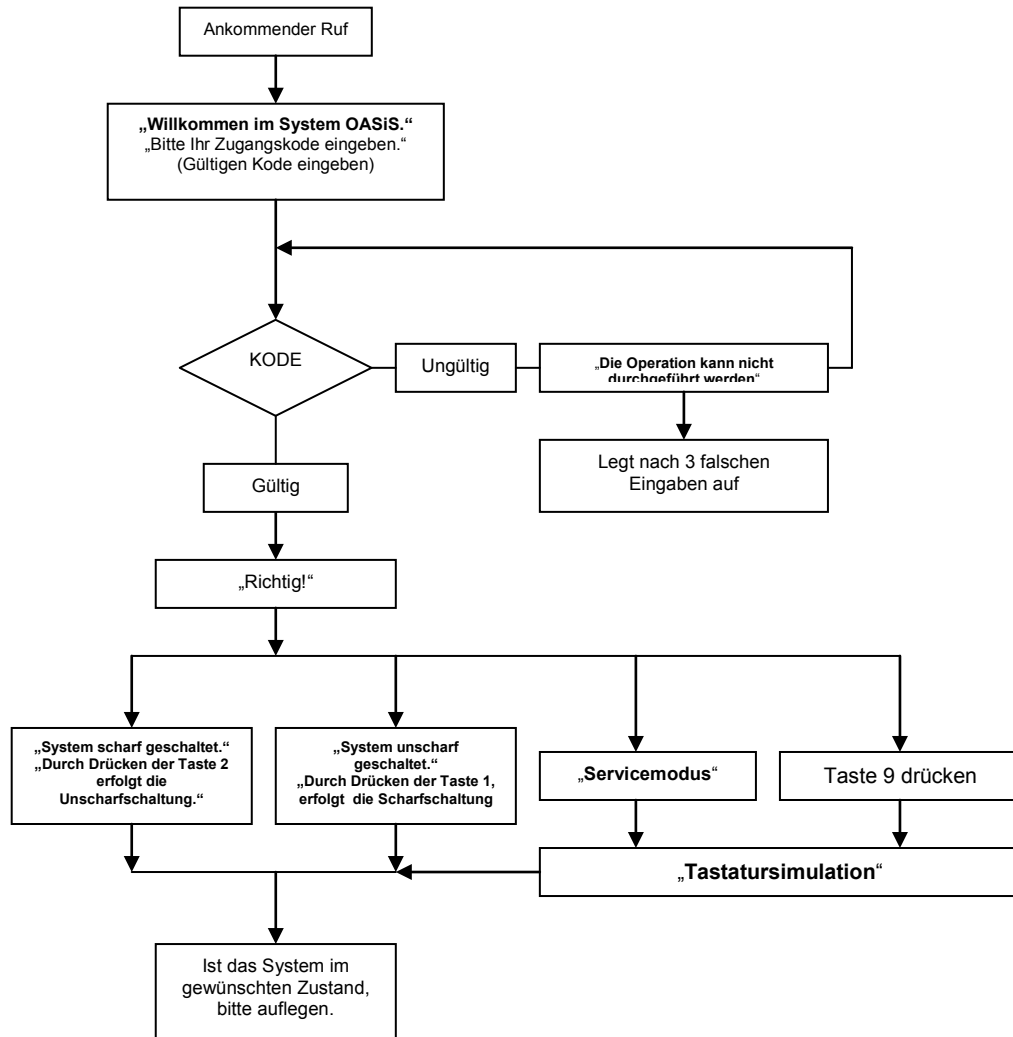 Ankommender Ruf
„Willkommen im System OASiS.“
„Bitte Ihr Zugangskode eingeben.“
(Gültigen Kode eingeben)
KODE
Ungültig
„Die Operation kann nicht
durchgeführt werden“
Legt nach 3 falschen
Eingaben auf
Gültig
„Richtig!“
„System scharf geschaltet.“
„Durch Drücken der Taste 2
erfolgt die
Unscharfschaltung.“
„System unscharf
geschaltet.“
„Durch Drücken der Taste 1,
erfolgt die Scharfschaltung
„Servicemodus“
Taste 9 drücken
„Tastatursimulation“
Ist das System im
gewünschten Zustand,
bitte auflegen.